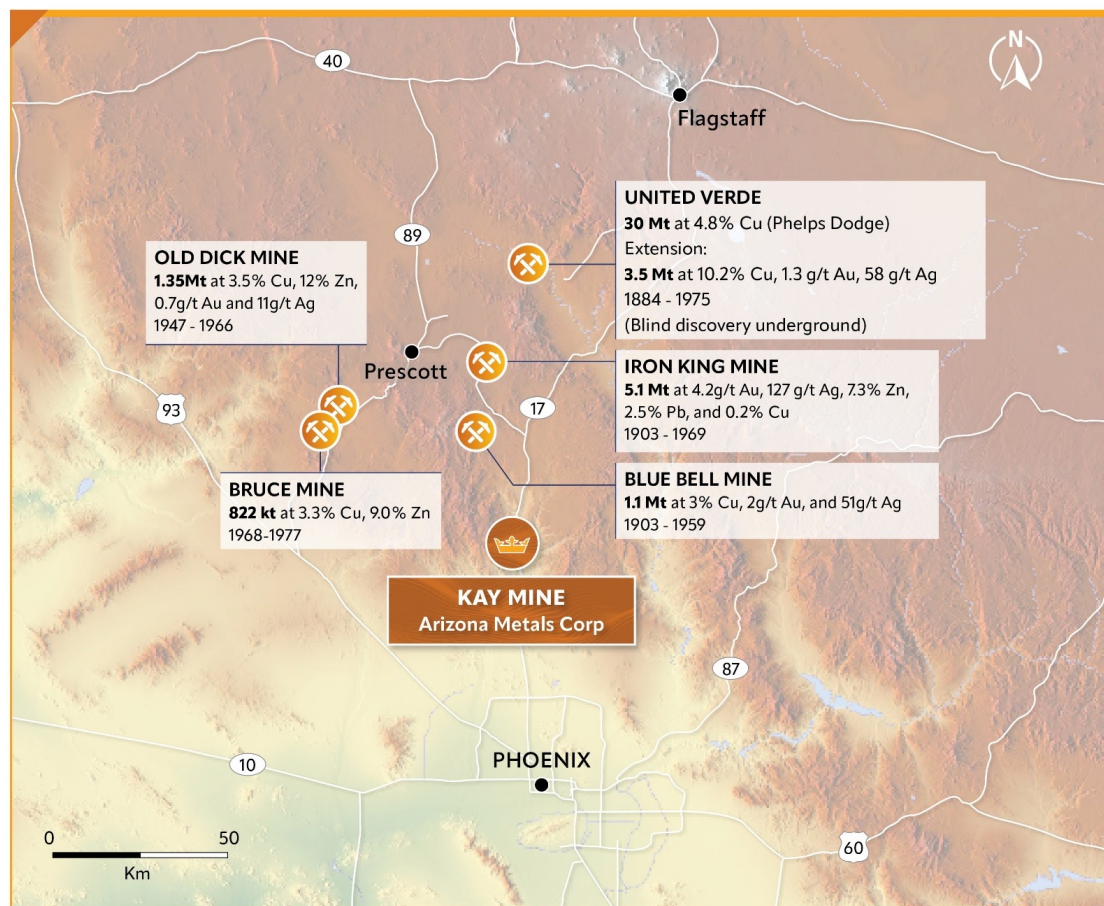 N
40
Flagstaff
UNITED VERDE
30 Mt at 4.8% Cu (Phelps Dodge)
Extension:
3.5 Mt at 10.2% Cu, 1.3 g/t Au, 58 g/t Ag
1884 - 1975
(Blind discovery underground)
89
OLD DICK MINE
1.35Mt at 3.5% Cu, 12% Zn,
0.7g/t Au and 11g/t Ag
1947 - 1966
Prescott
IRON KING MINE
5.1 Mt at 4.2g/t Au, 127 g/t Ag, 7.3% Zn,
2.5% Pb, and 0.2% Cu
1903 - 1969
93
17
BLUE BELL MINE
1.1 Mt at 3% Cu, 2g/t Au, and 51g/t Ag
1903 - 1959
BRUCE MINE
822 kt at 3.3% Cu, 9.0% Zn
1968-1977
KAY MINE
Arizona Metals Corp
87
PHOENIX
10
0 50
Km
60